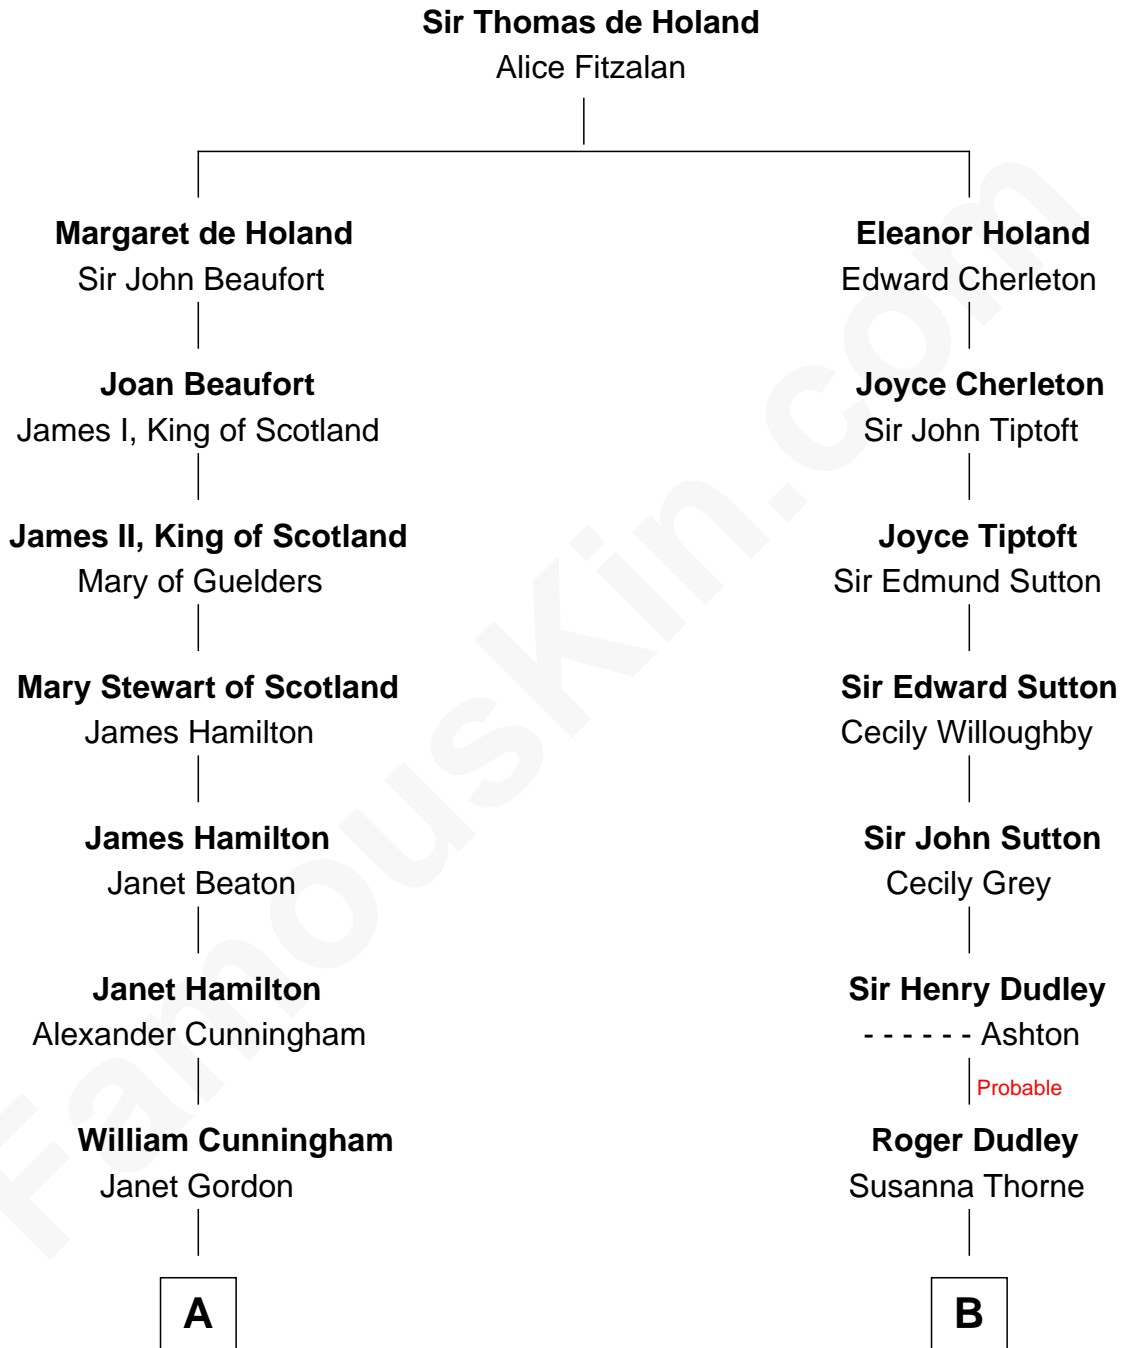 Sir Thomas de Holand
Alice Fitzalan
Margaret de Holand
Sir John Beaufort
Eleanor Holand
Edward Cherleton
Joan Beaufort
James I, King of Scotland
Joyce Cherleton
Sir John Tiptoft
James II, King of Scotland
Mary of Guelders
Joyce Tiptoft
Sir Edmund Sutton
Mary Stewart of Scotland
James Hamilton
Sir Edward Sutton
Cecily Willoughby
James Hamilton
Janet Beaton
Sir John Sutton
Cecily Grey
Janet Hamilton
Alexander Cunningham
Sir Henry Dudley
- - - - - - Ashton
Probable
William Cunningham
Janet Gordon
Roger Dudley
Susanna Thorne
A
B
FamousKin.com